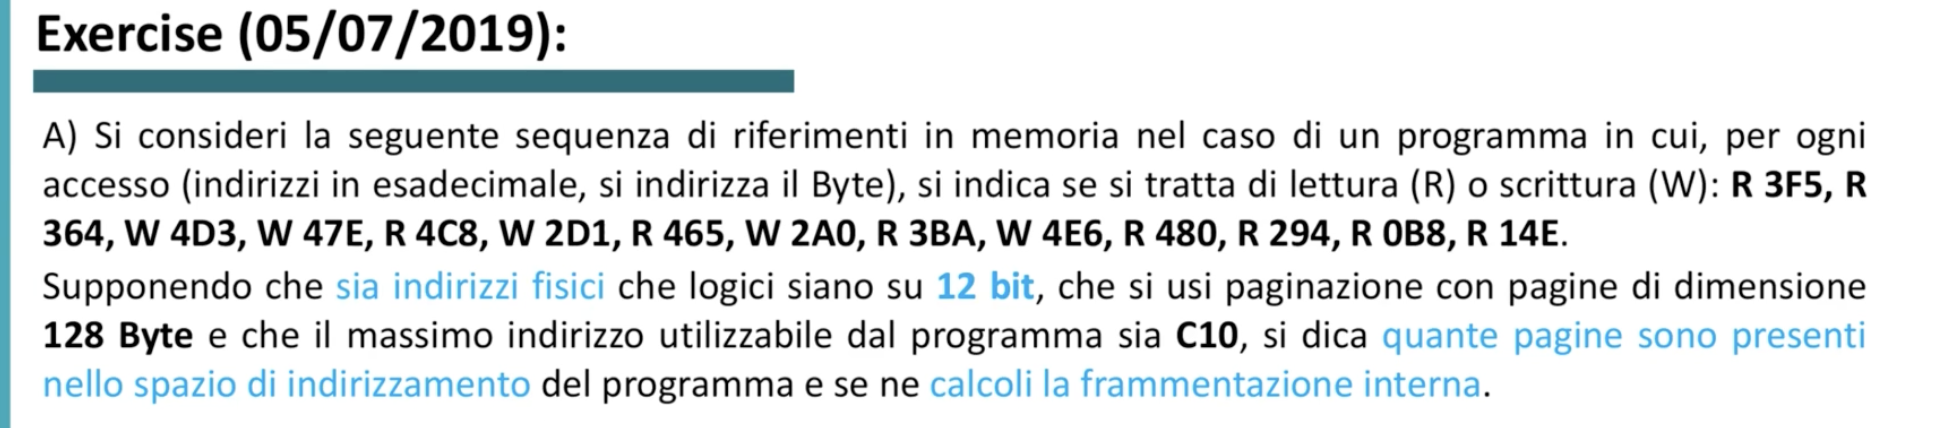 Exercise (05/07/2019):
A) Si consideri la seguente sequenza di riferimenti in memoria nel caso di un programma in cui, per ogni
accesso (indirizzi in esadecimale, si indirizza il Byte), si indica se si tratta di lettura (R) o scrittura (W): R 3F5, R
364, W 4D3, W 47E, R 4C8, W 2D1, R 465, W 2A0, R 3BA, W 4E6, R 480, R 294, R 0B8, R 14E.
Supponendo che sia indirizzi fisici che logici siano su 12 bit, che si usi paginazione con pagine di dimensione
128 Byte e che il massimo indirizzo utilizzabile dal programma sia C10, si dica quante pagine sono presenti
nello spazio di indirizzamento del programma e se ne calcoli la frammentazione interna.